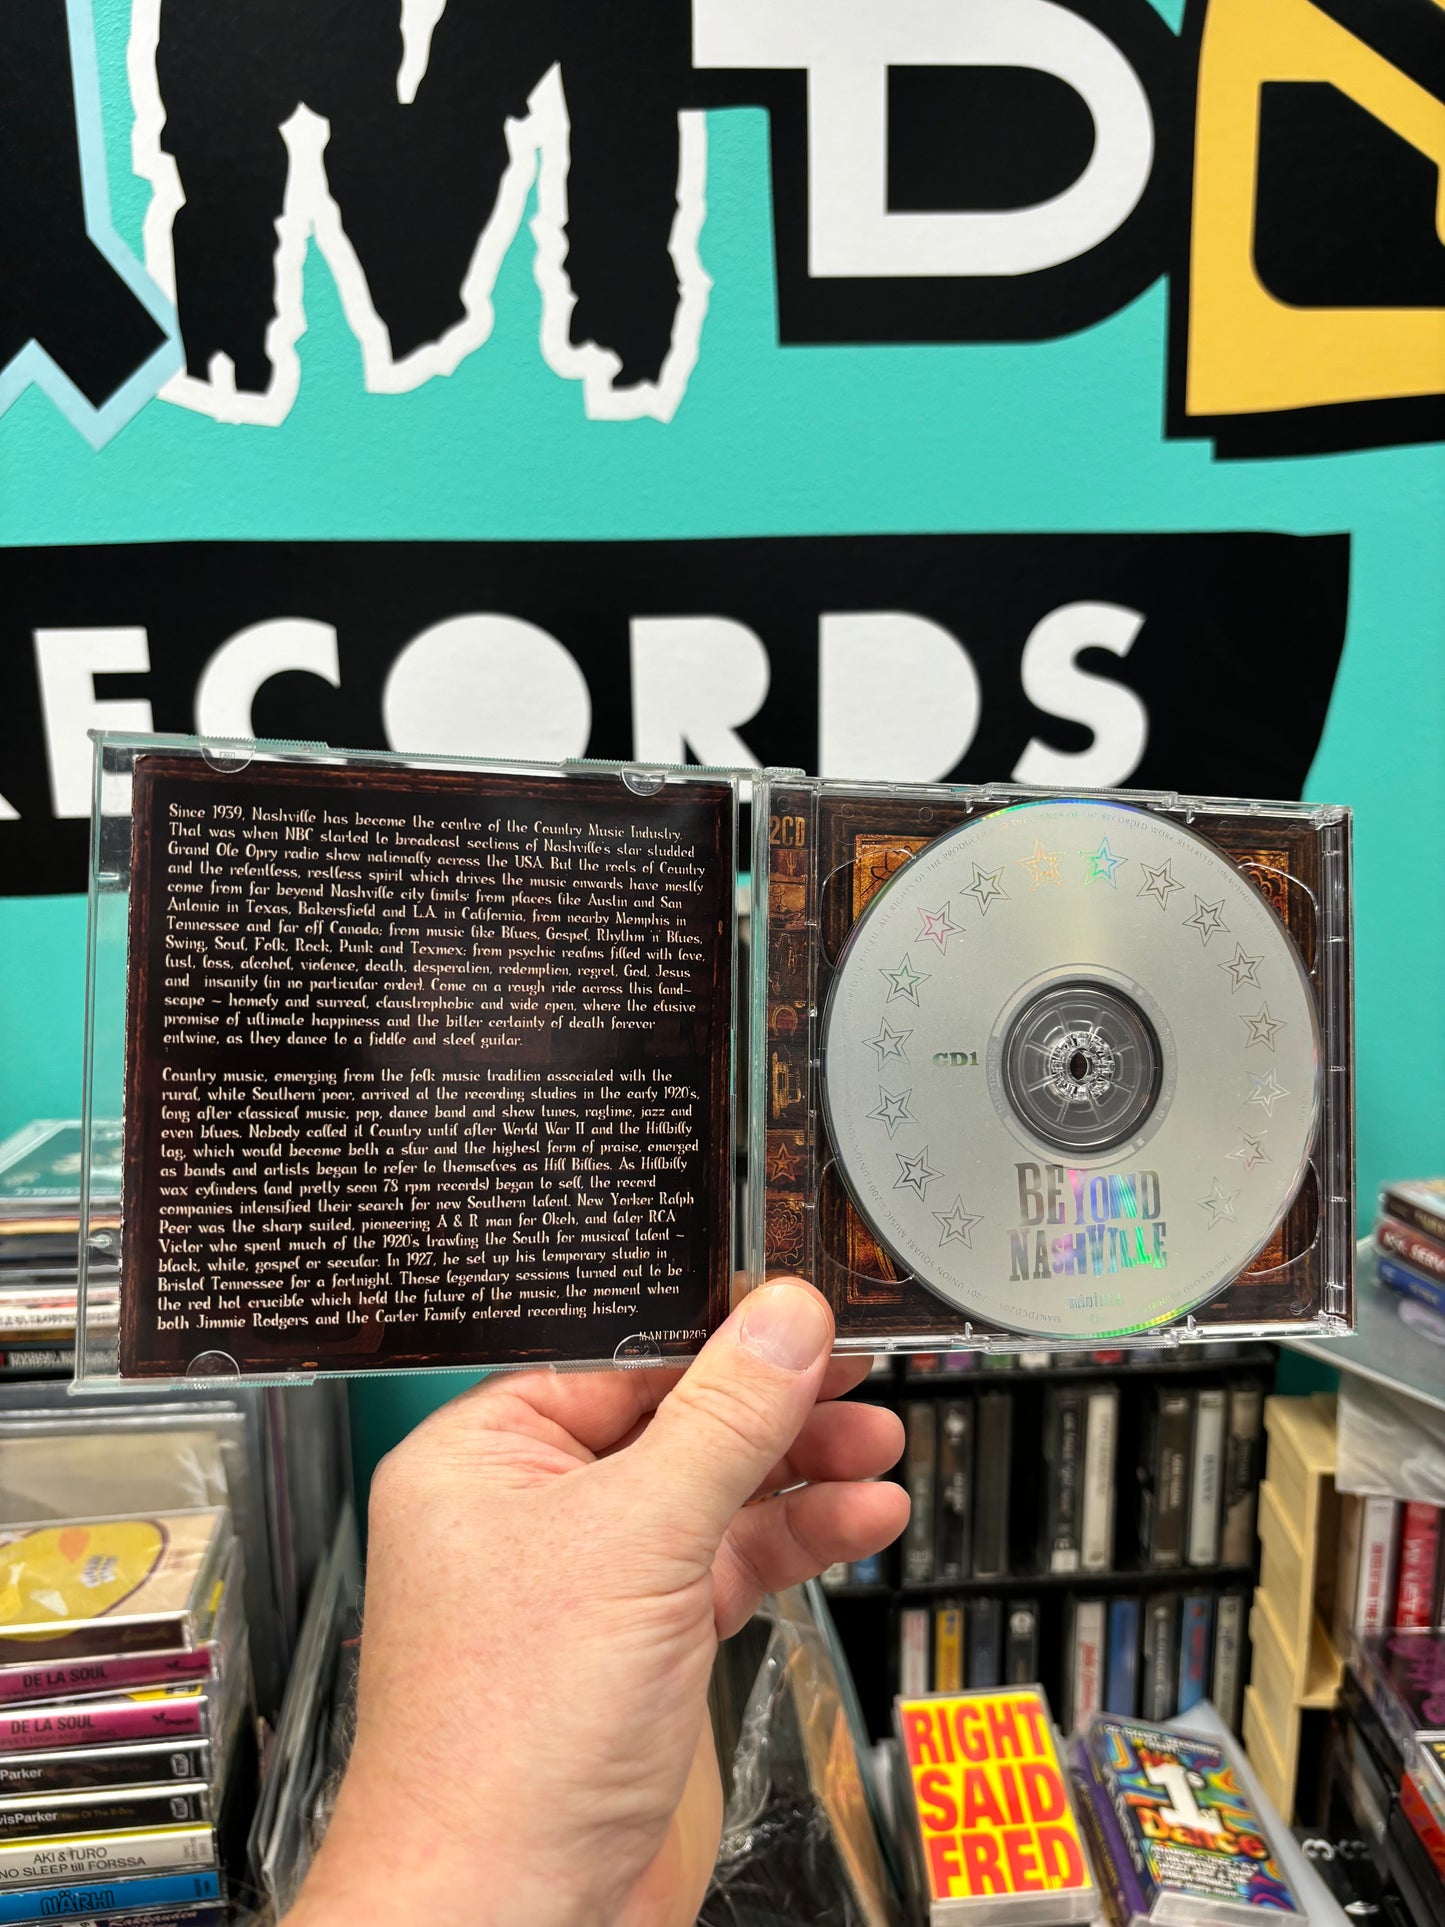 RECORDS
Since 1939, Nashville has become the centre of the Country Music Industry.
That was when NBC started to broadcast sections of Nashville's star studded
Grand Ole Opry radio show nationally across the USA. But the roots of Country
and the relentless, restless spirit which drives the music onwards have mostly
come from far beyond Nashville city limits: from places like Austin and San
Antonio in Texas, Bakersfield and L.A. in California, from nearby Memphis in
Tennessee and far off Canada; from music like Blues, Gospel, Rhythm 'n' Blues,
Swing, Soul, Folk, Rock, Punk and Texmex; from psychic realms filled with love,
lust, loss, alcohol, violence, death, desperation, redemption, regret, God, Jesus
and insanity (in no particular order). Come on a rough ride across this land-
scape ~ homely and surreal, claustrophobic and wide open, where the elusive
promise of ultimate happiness and the bitter certainty of death forever
entwine, as they dance to a fiddle and steel guitar.
Country music, emerging from the folk music tradition associated with the
rural, white Southern poor, arrived at the recording studios in the early 1920's,
long after classical music, pop, dance band and show tunes, ragtime, jazz and
even blues. Nobody called it Country until after World War II and the Hillbilly
tag, which would become both a slur and the highest form of praise, emerged
as bands and artists began to refer to themselves as Hill Billies. As Hillbilly
wax cylinders (and pretty soon 78 rpm records) began to sell, the record
companies intensified their search for new Southern talent. New Yorker Ralph
Peer was the sharp suited, pioneering A & R man for Okeh, and later RCA
Victor who spent much of the 1920's trawling the South for musical talent ~
black, white, gospel or secular. In 1927, he set up his temporary studio in
Bristol Tennessee for a fortnight. Those legendary sessions turned out to be
the red hot crucible which held the future of the music, the moment when
both Jimmie Rodgers and the Carter Family entered recording history.
MANTDCD205
2CD
CD1
BEYOND
NASHVILLE
MANTDCD205
DE LA SOUL
DE LA SOUL
Parker
AKI & TURO
NO SLEEP till FORSSA
NÄRHI
RIGHT
SAID
FRED
Dance